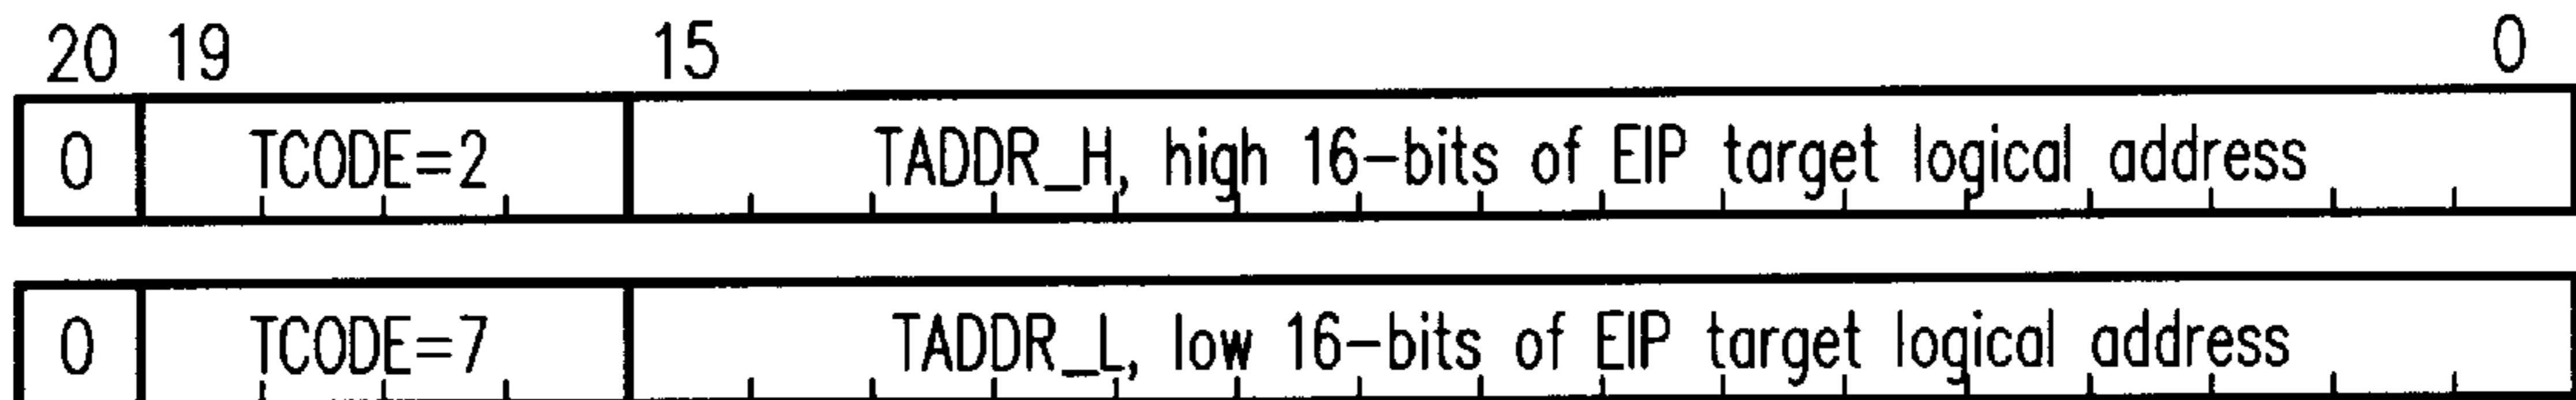 20 19 15 0
0 TCODE=2 TADDR_H, high 16-bits of EIP target logical address
0 TCODE=7 TADDR_L, low 16-bits of EIP target logical address